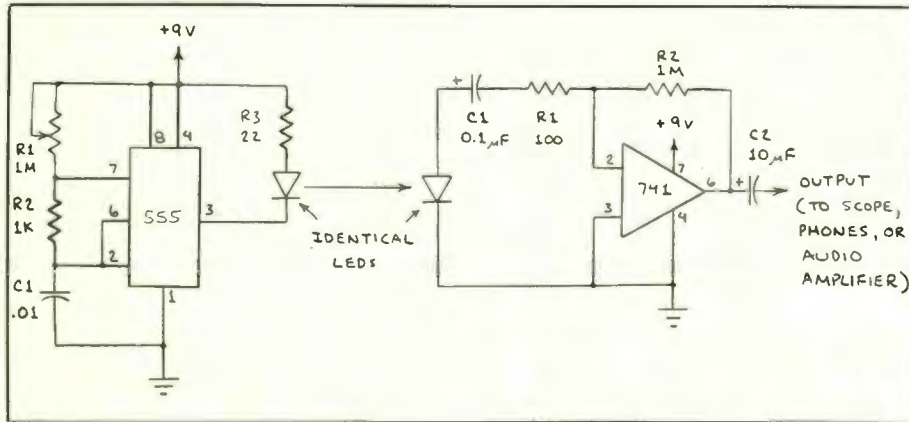 +9V
R1
1M
R2
1K
C1
.01
7
6
2
8
4
555
3
1
R3
22
IDENTICAL
LEDS
+
C1
0.1µF
R1
100
R2
1M
+9V
2
3
741
7
6
4
C2
10µF
+
OUTPUT
(TO SCOPE,
PHONES, OR
AUDIO
AMPLIFIER)